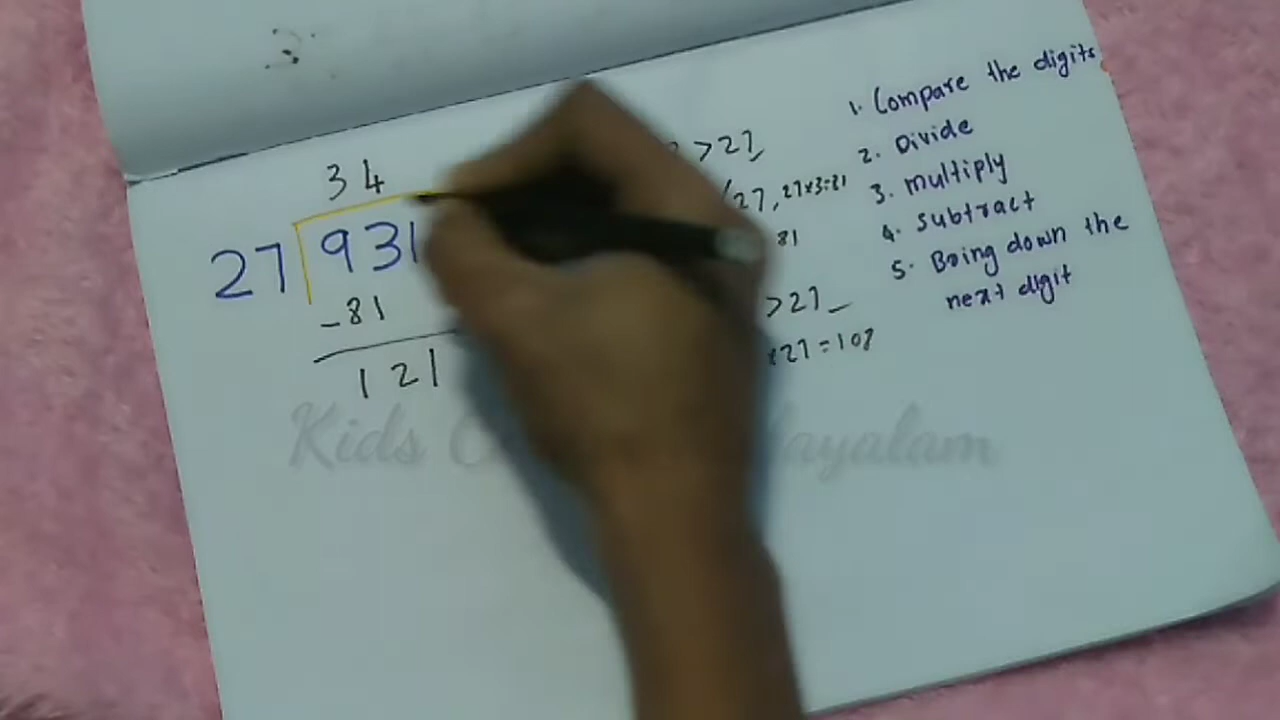 34
27 931
-81
121
>27
27, 27×3=81
81
>27
×27=108
1. Compare the digits
2. Divide
3. multiply
4. subtract
5. Bring down the
next digit
Kids